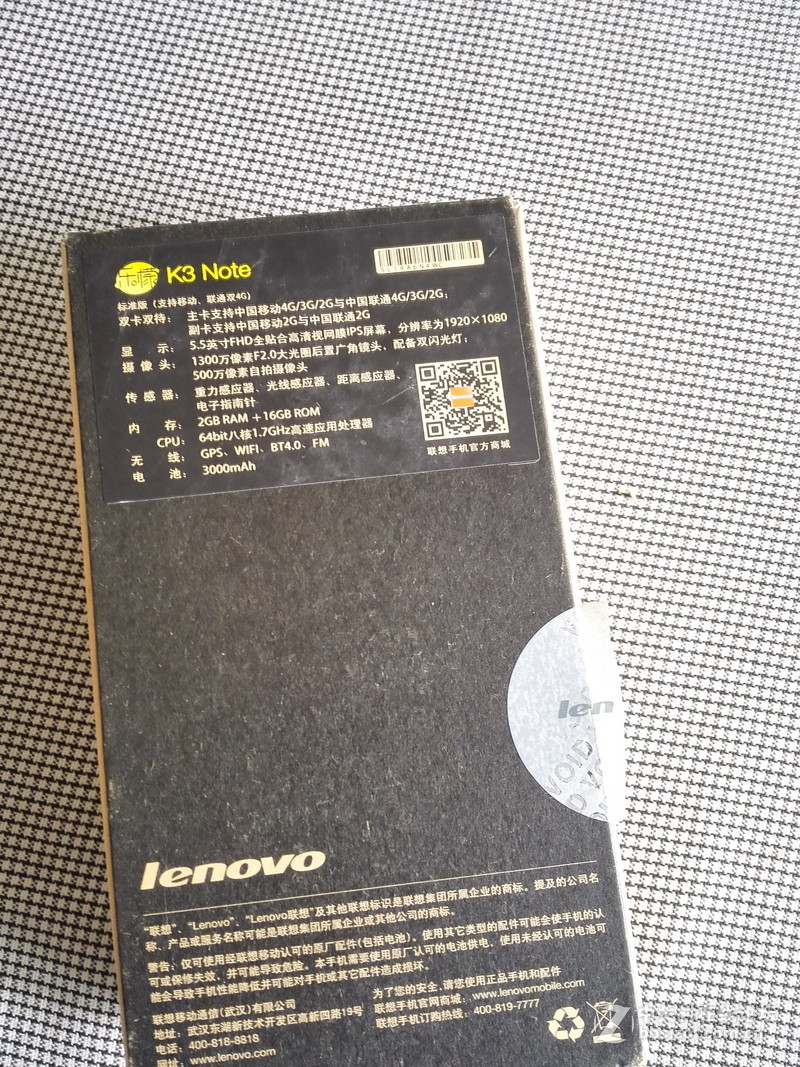 乐檬 K3 Note
SL19A6N4WL
标准版（支持移动、联通双4G）
双卡双待： 主卡支持中国移动4G/3G/2G与中国联通4G/3G/2G；
副卡支持中国移动2G与中国联通2G
显 示： 5.5英寸FHD全贴合高清视网膜IPS屏幕，分辨率为1920×1080
摄 像 头： 1300万像素F2.0大光圈后置广角镜头，配备双闪光灯；
500万像素自拍摄像头
传 感 器： 重力感应器、光线感应器、距离感应器、
电子指南针
内 存： 2GB RAM +16GB ROM
CPU： 64bit八核1.7GHz高速应用处理器
无 线： GPS、WIFI、BT4.0、FM
电 池： 3000mAh
联想手机官方商城
len
VOID
lenovo
“联想”、“Lenovo”、“Lenovo联想”及其他联想标识是联想集团所属企业的商标。提及的公司名
称、产品或服务名称可能是联想集团所属企业或其他公司的商标。
警告：仅可使用经联想移动认可的原厂配件(包括电池)。使用其它类型的配件可能会使手机的认
可或保修失效，并可能导致危险。本手机需要使用原厂认可的电池供电，使用未经认可的电池可
能会导致手机性能降低并可能对手机或其它配件造成损坏。
联想移动通信(武汉)有限公司
地址：武汉东湖新技术开发区高新四路19号
电话：400-818-8818
网址：www.lenovo.com
为了您的安全，请您使用正品手机和配件
联想手机官网商城：www.lenovomobile.com
联想手机订购热线：400-819-7777